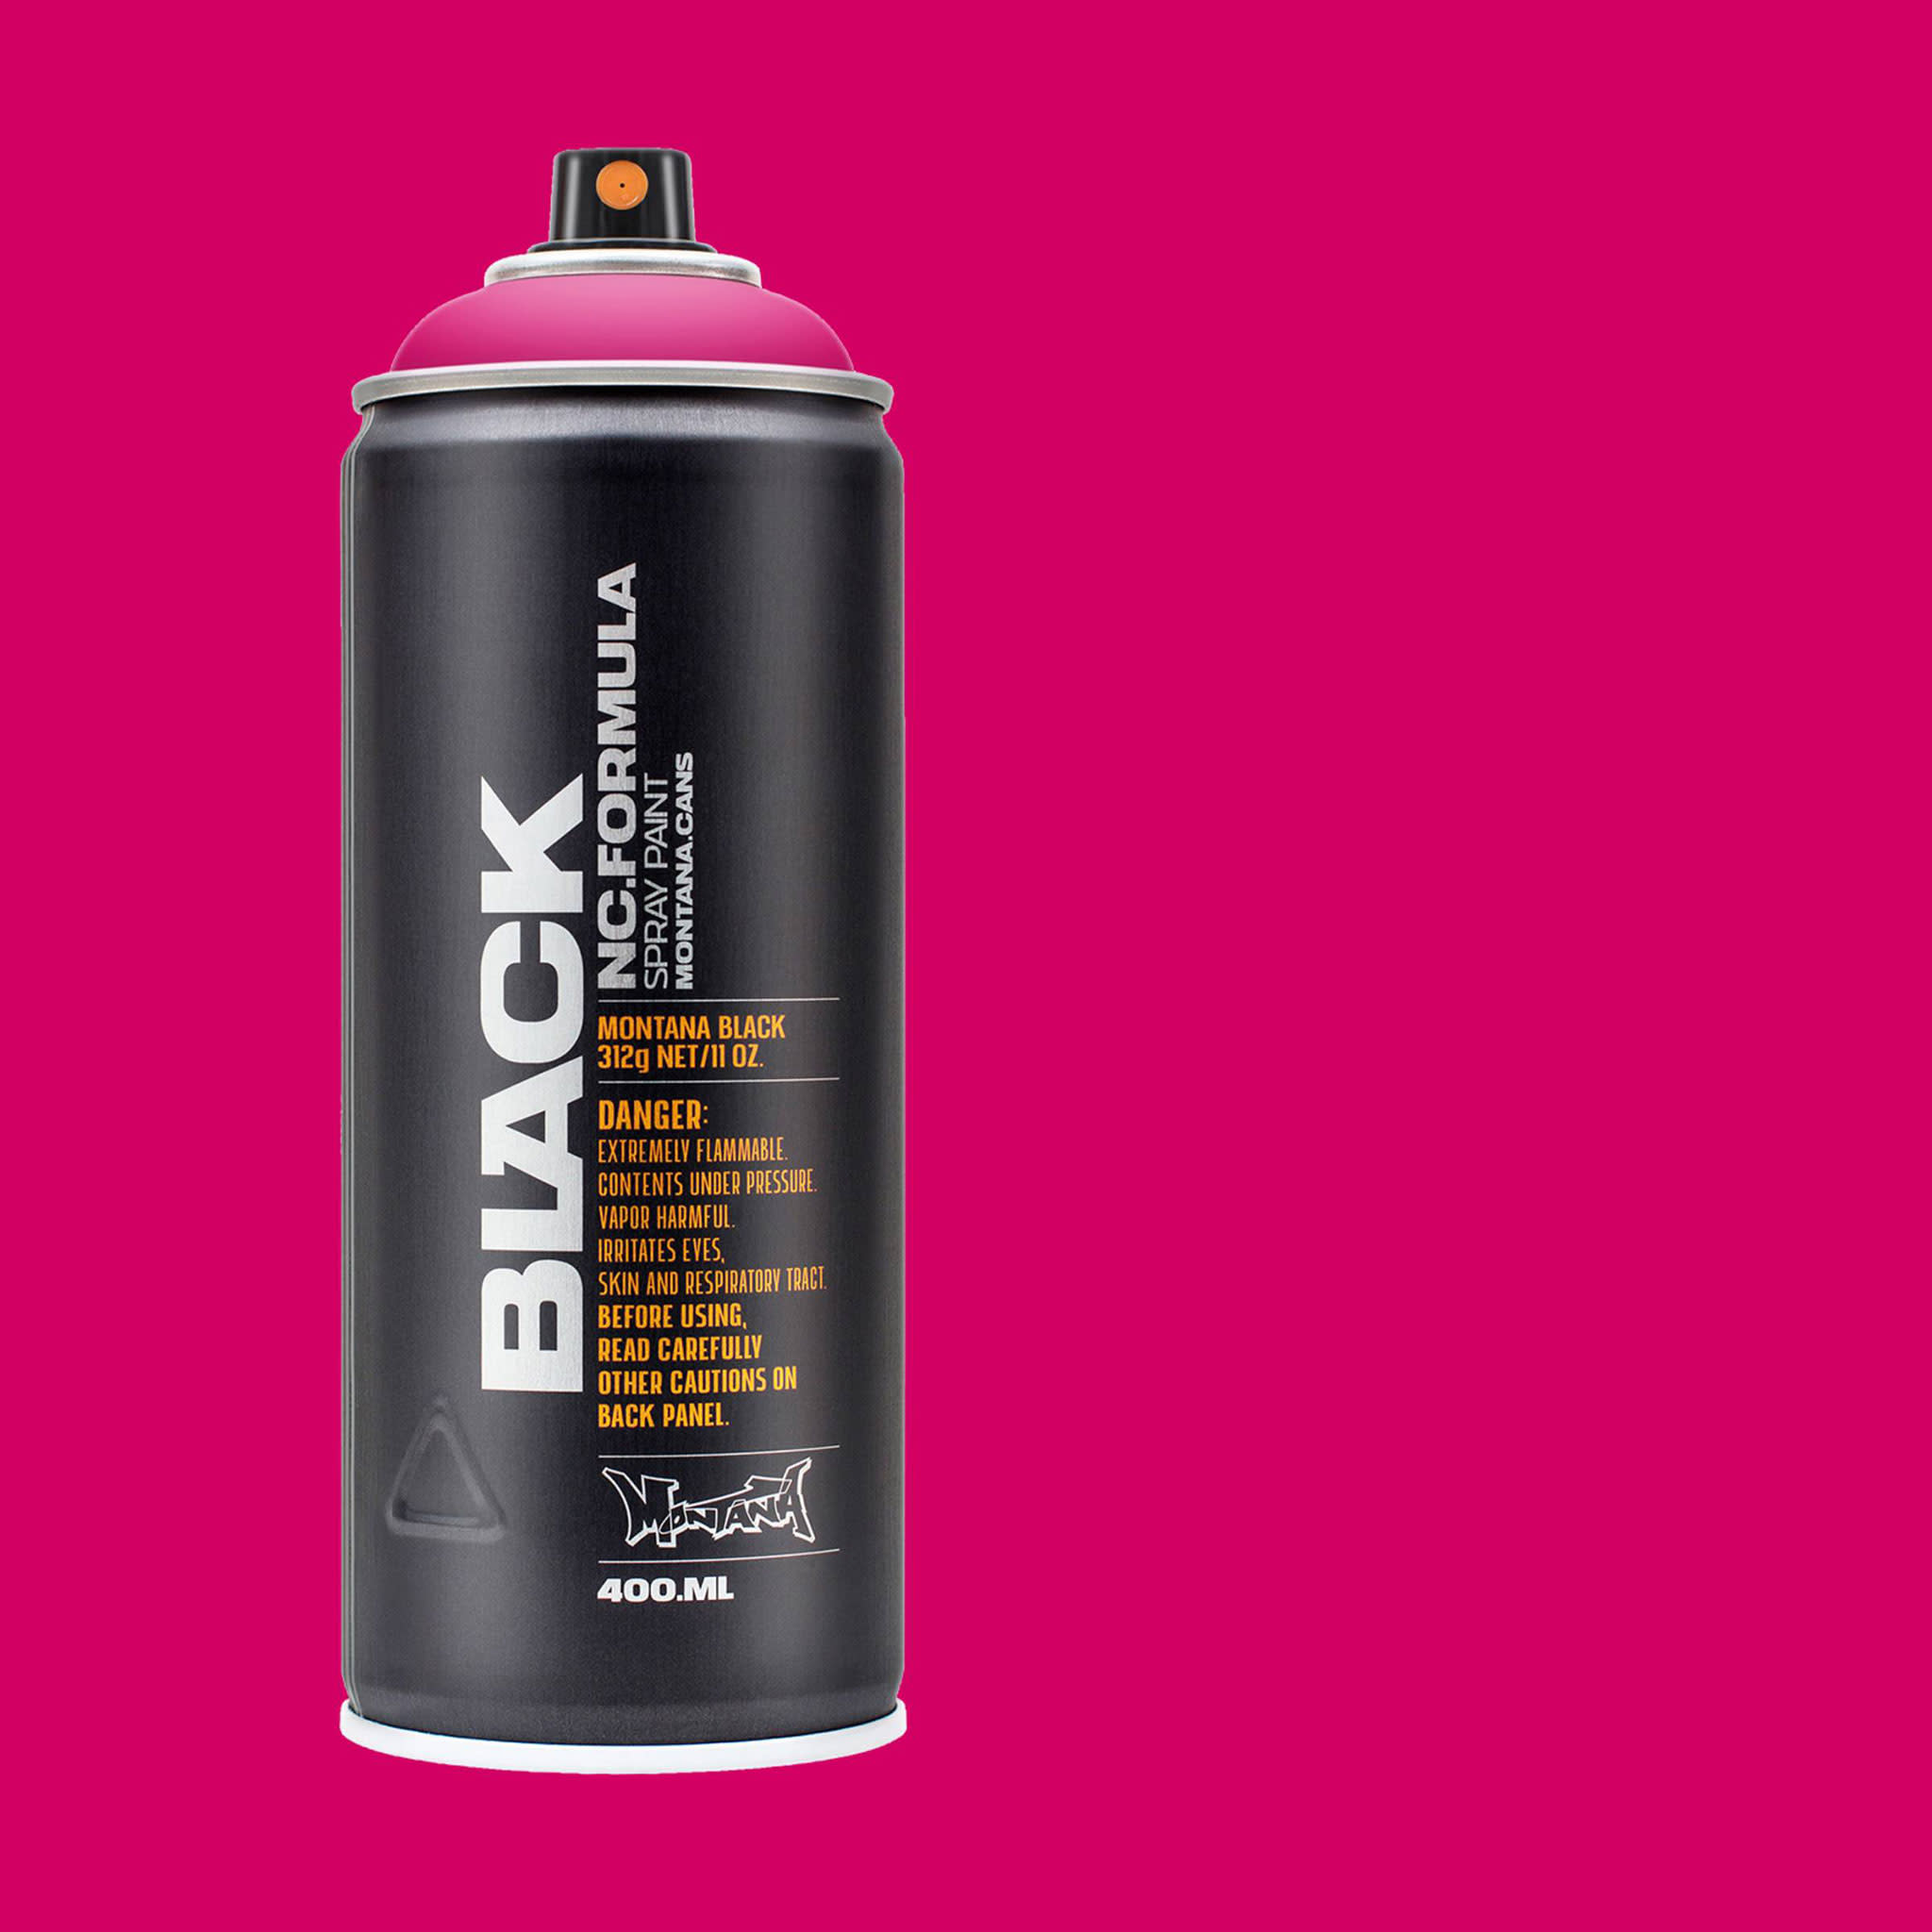 BLACK
NC.FORMULA
SPRAY PAINT
MONTANA.CANS
MONTANA BLACK
312g NET/11 OZ.
DANGER:
EXTREMELY FLAMMABLE.
CONTENTS UNDER PRESSURE.
VAPOR HARMFUL.
IRRITATES EYES,
SKIN AND RESPIRATORY TRACT.
BEFORE USING,
READ CAREFULLY
OTHER CAUTIONS ON
BACK PANEL.
MONTANA
400.ML